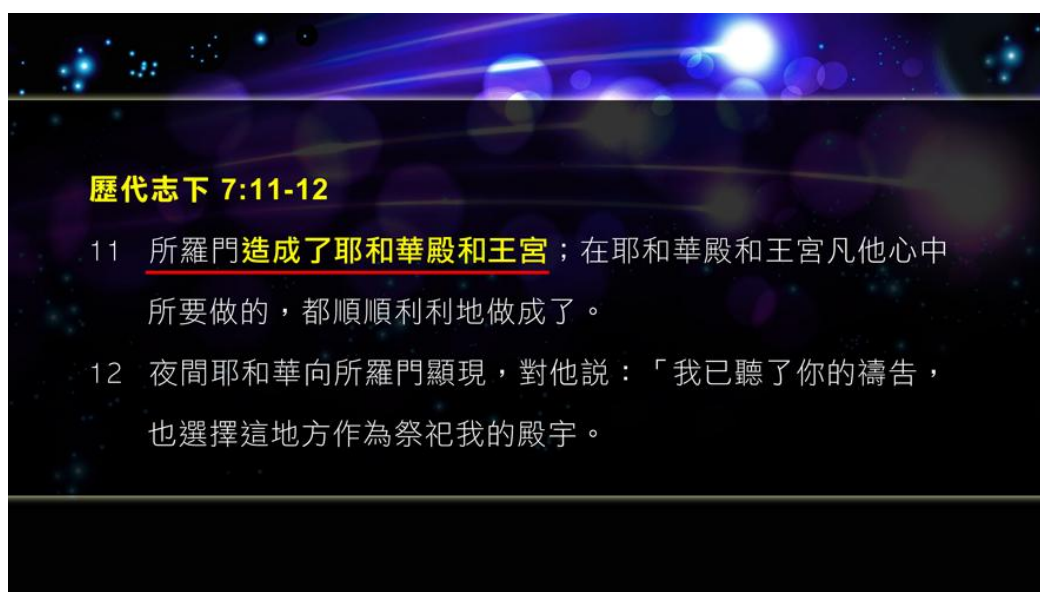 歷代志下 7:11-12
11 所羅門造成了耶和華殿和王宮；在耶和華殿和王宮凡他心中
所要做的，都順順利利地做成了。
12 夜間耶和華向所羅門顯現，對他説：「我已聽了你的禱告，
也選擇這地方作為祭祀我的殿宇。